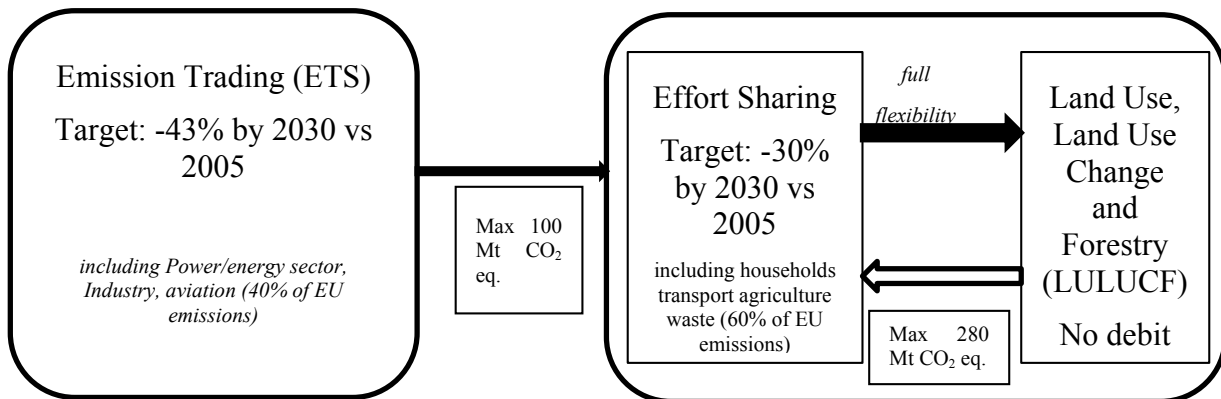 Emission Trading (ETS)
Target: -43% by 2030 vs
2005
including Power/energy sector,
Industry, aviation (40% of EU
emissions)
Max 100
Mt CO₂
eq.
Effort Sharing
Target: -30%
by 2030 vs
2005
including households
transport agriculture
waste (60% of EU
emissions)
full
flexibility
Max 280
Mt CO₂ eq.
Land Use,
Land Use
Change
and
Forestry
(LULUCF)
No debit